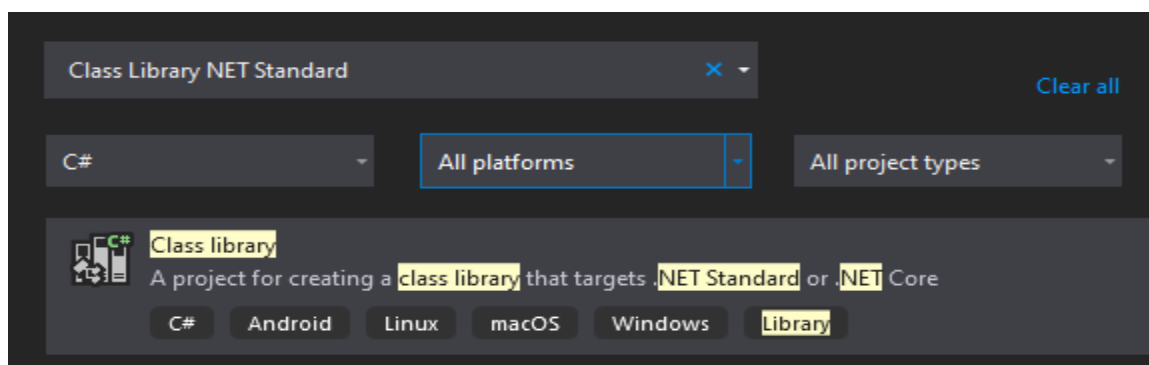 Class Library NET Standard
Clear all
C#
All platforms
All project types
Class library
A project for creating a class library that targets .NET Standard or .NET Core
C# Android Linux macOS Windows Library